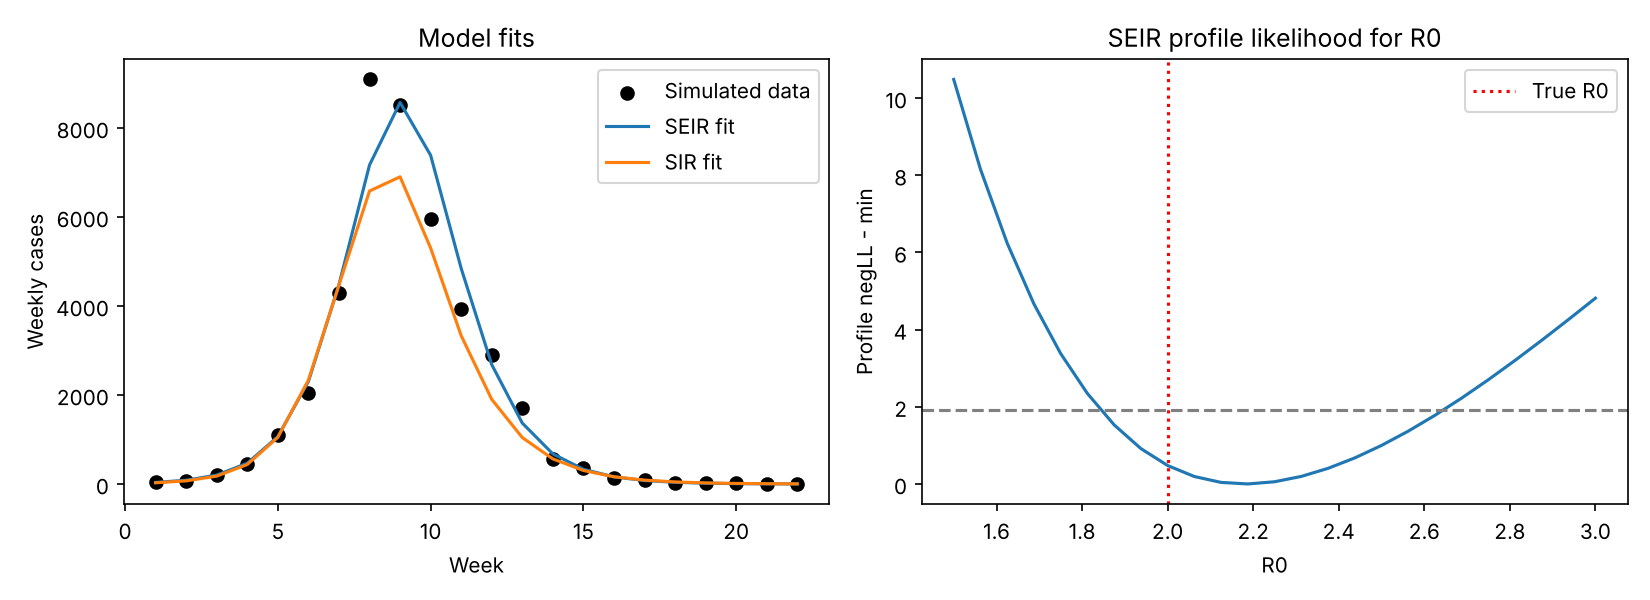 Model fits
Simulated data
SEIR fit
SIR fit
Weekly cases
8000
6000
4000
2000
0
0
5
10
15
20
Week
SEIR profile likelihood for R0
True R0
Profile negLL - min
10
8
6
4
2
0
1.6
1.8
2.0
2.2
2.4
2.6
2.8
3.0
R0